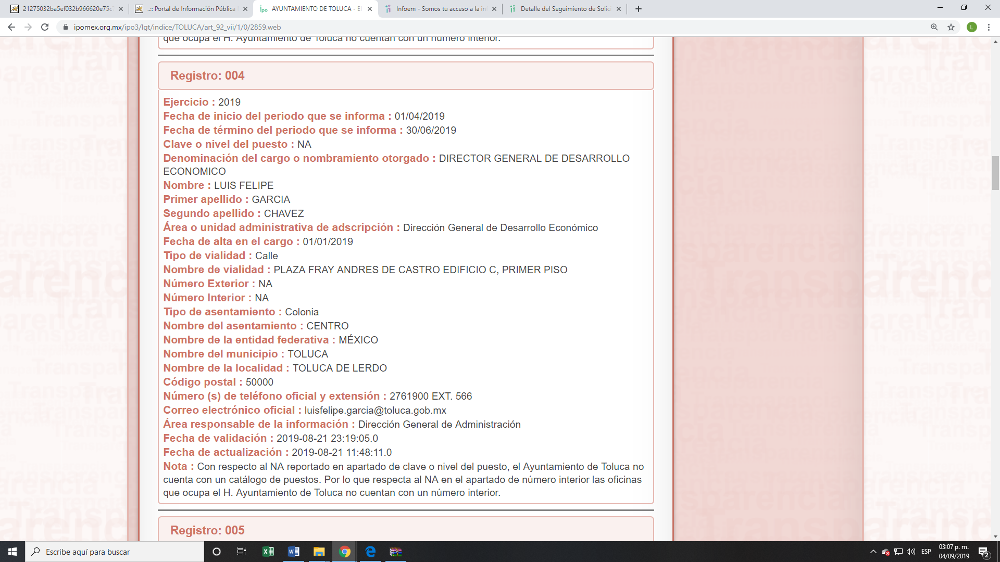 21275032ba5ef032b966620e75c
..:: Portal de Información Pública
AYUNTAMIENTO DE TOLUCA - El
Infoem - Somos tu acceso a la in
Detalle del Seguimiento de Solici
ipomex.org.mx/ipo3/lgt/indice/TOLUCA/art_92_vii/1/0/2859.web
L
que ocupa el H. Ayuntamiento de Toluca no cuentan con un número interior.
Registro: 004
Ejercicio : 2019
Fecha de inicio del periodo que se informa : 01/04/2019
Fecha de término del periodo que se informa : 30/06/2019
Clave o nivel del puesto : NA
Denominación del cargo o nombramiento otorgado : DIRECTOR GENERAL DE DESARROLLO
ECONOMICO
Nombre : LUIS FELIPE
Primer apellido : GARCIA
Segundo apellido : CHAVEZ
Área o unidad administrativa de adscripción : Dirección General de Desarrollo Económico
Fecha de alta en el cargo : 01/01/2019
Tipo de vialidad : Calle
Nombre de vialidad : PLAZA FRAY ANDRES DE CASTRO EDIFICIO C, PRIMER PISO
Número Exterior : NA
Número Interior : NA
Tipo de asentamiento : Colonia
Nombre del asentamiento : CENTRO
Nombre de la entidad federativa : MÉXICO
Nombre del municipio : TOLUCA
Nombre de la localidad : TOLUCA DE LERDO
Código postal : 50000
Número (s) de teléfono oficial y extensión : 2761900 EXT. 566
Correo electrónico oficial : luisfelipe.garcia@toluca.gob.mx
Área responsable de la información : Dirección General de Administración
Fecha de validación : 2019-08-21 23:19:05.0
Fecha de actualización : 2019-08-21 11:48:11.0
Nota : Con respecto al NA reportado en apartado de clave o nivel del puesto, el Ayuntamiento de Toluca no
cuenta con un catálogo de puestos. Por lo que respecta al NA en el apartado de número interior las oficinas
que ocupa el H. Ayuntamiento de Toluca no cuentan con un número interior.
Registro: 005
Escribe aquí para buscar
ESP
03:07 p. m.
04/09/2019
2